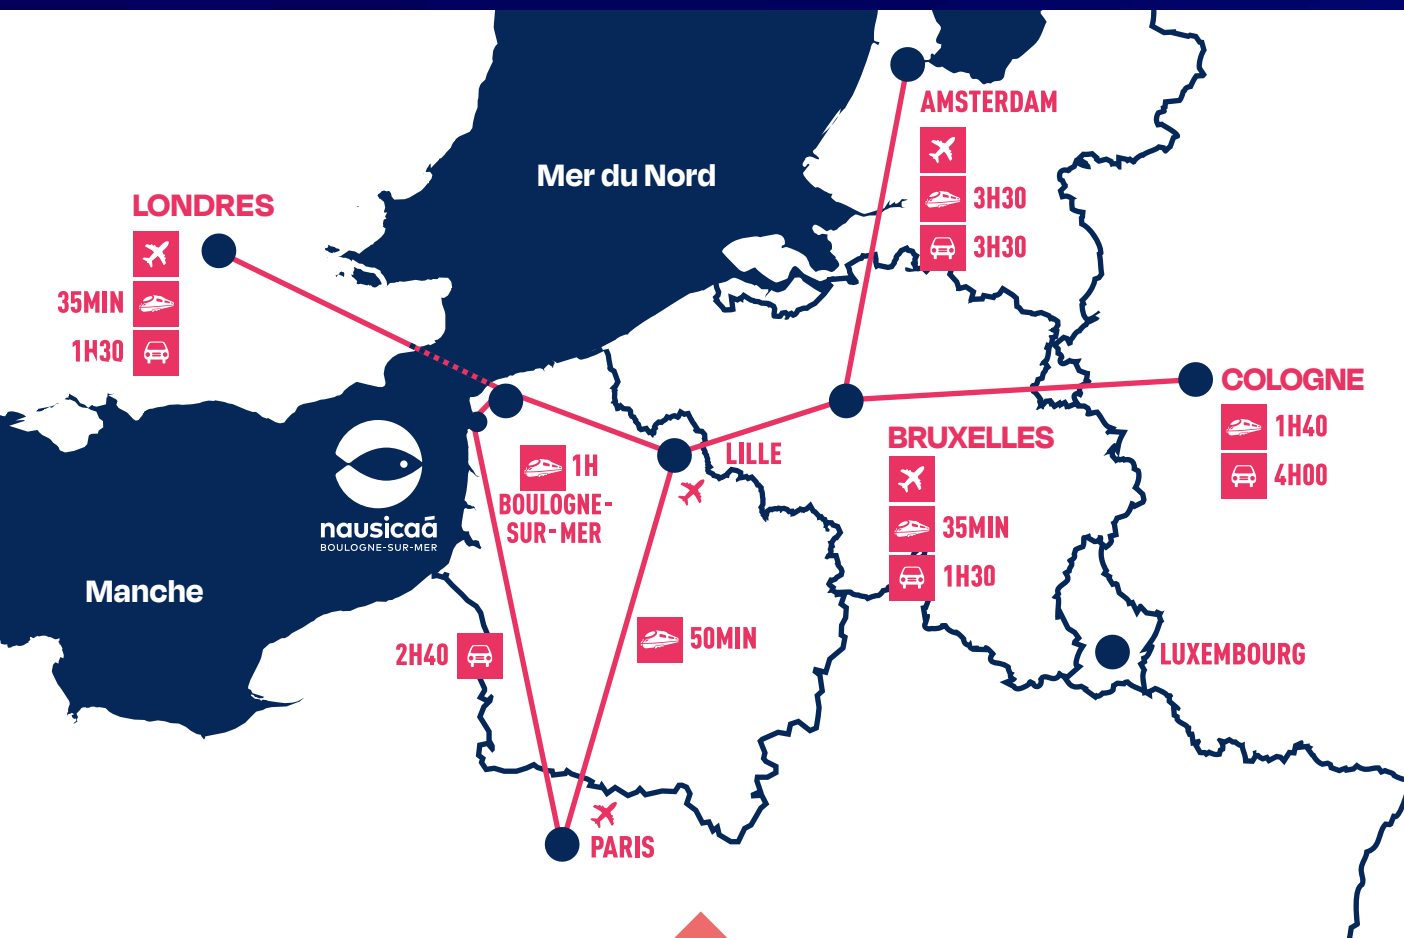 AMSTERDAM
3H30
3H30
Mer du Nord
LONDRES
35MIN
1H30
COLOGNE
1H40
4H00
BRUXELLES
35MIN
1H30
LILLE
1H
BOULOGNE-
SUR-MER
nausicaá
BOULOGNE-SUR-MER
Manche
2H40
50MIN
LUXEMBOURG
PARIS